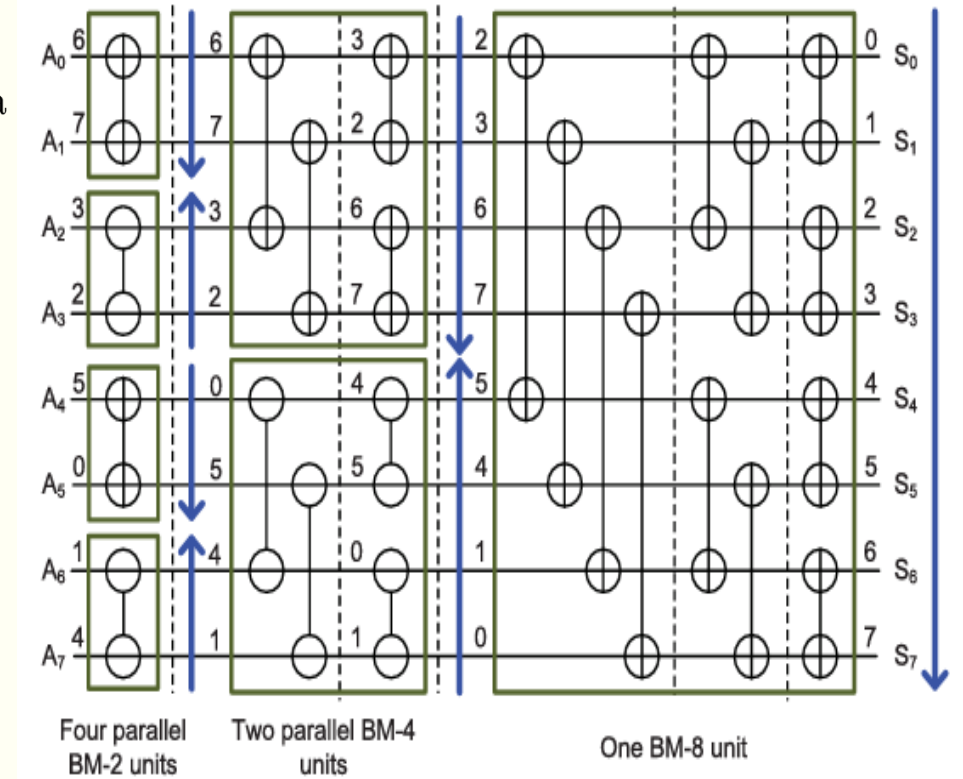 a
A₀ 6 6 3 2 0 S₀
A₁ 7 7 2 3 1 S₁
A₂ 3 3 6 6 2 S₂
A₃ 2 2 7 7 3 S₃
A₄ 5 0 4 5 4 S₄
A₅ 0 5 5 4 5 S₅
A₆ 1 4 0 1 6 S₆
A₇ 4 1 1 0 7 S₇
Four parallel Two parallel BM-4 One BM-8 unit
BM-2 units units